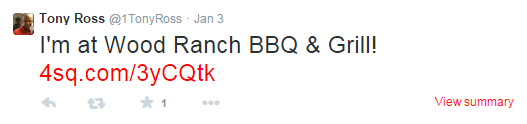 Tony Ross @1TonyRoss · Jan 3
I'm at Wood Ranch BBQ & Grill!
4sq.com/3yCQtk
1 View summary